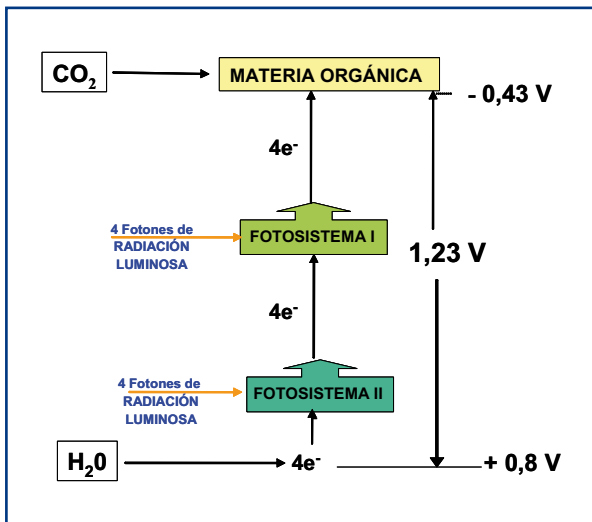 CO2
MATERIA ORGÁNICA
- 0,43 V
4e-
4 Fotones de
RADIACIÓN
LUMINOSA
FOTOSISTEMA I
1,23 V
4e-
4 Fotones de
RADIACIÓN
LUMINOSA
FOTOSISTEMA II
H20
4e-
+ 0,8 V